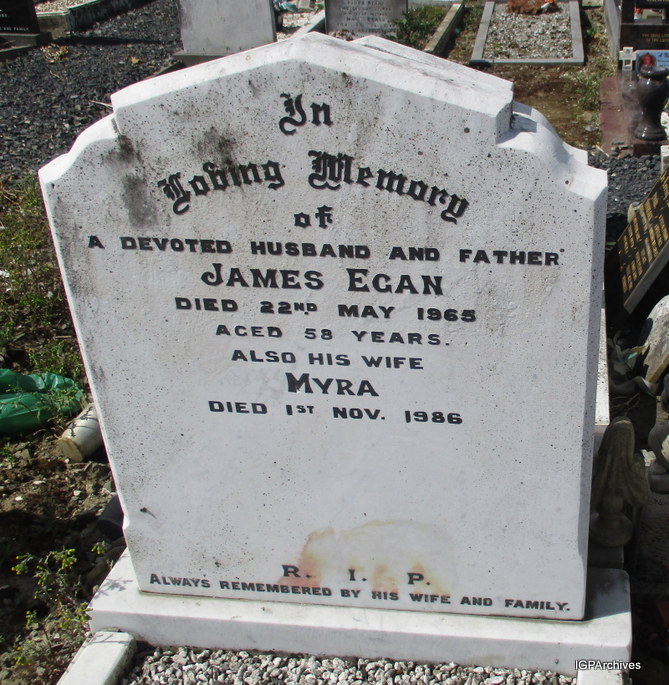 In
Loving Memory
of
A DEVOTED HUSBAND AND FATHER
JAMES EGAN
DIED 22ND MAY 1965
AGED 58 YEARS.
ALSO HIS WIFE
MYRA
DIED 1ST NOV. 1986
R. I. P.
ALWAYS REMEMBERED BY HIS WIFE AND FAMILY.
IGPArchives